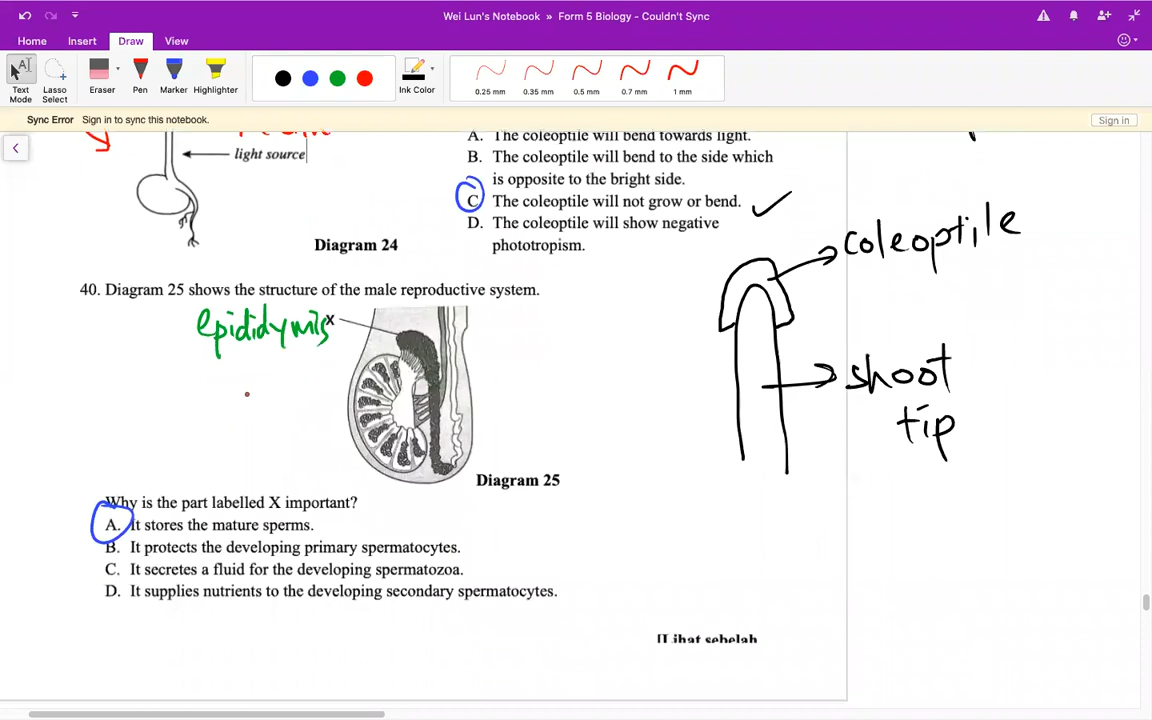 Wei Lun's Notebook » Form 5 Biology - Couldn't Sync
Home Insert Draw View
Text Mode
Lasso Select
Eraser
Pen
Marker
Highlighter
Ink Color
0.25 mm
0.35 mm
0.5 mm
0.7 mm
1 mm
Sync Error Sign in to sync this notebook.
Sign in
light source
Diagram 24
A. The coleoptile will bend towards light.
B. The coleoptile will bend to the side which
is opposite to the bright side.
C. The coleoptile will not grow or bend.
D. The coleoptile will show negative
phototropism.
coleoptile
shoot
tip
40. Diagram 25 shows the structure of the male reproductive system.
epididymis
X
Diagram 25
Why is the part labelled X important?
A. It stores the mature sperms.
B. It protects the developing primary spermatocytes.
C. It secretes a fluid for the developing spermatozoa.
D. It supplies nutrients to the developing secondary spermatocytes.
[Lihat sebelah